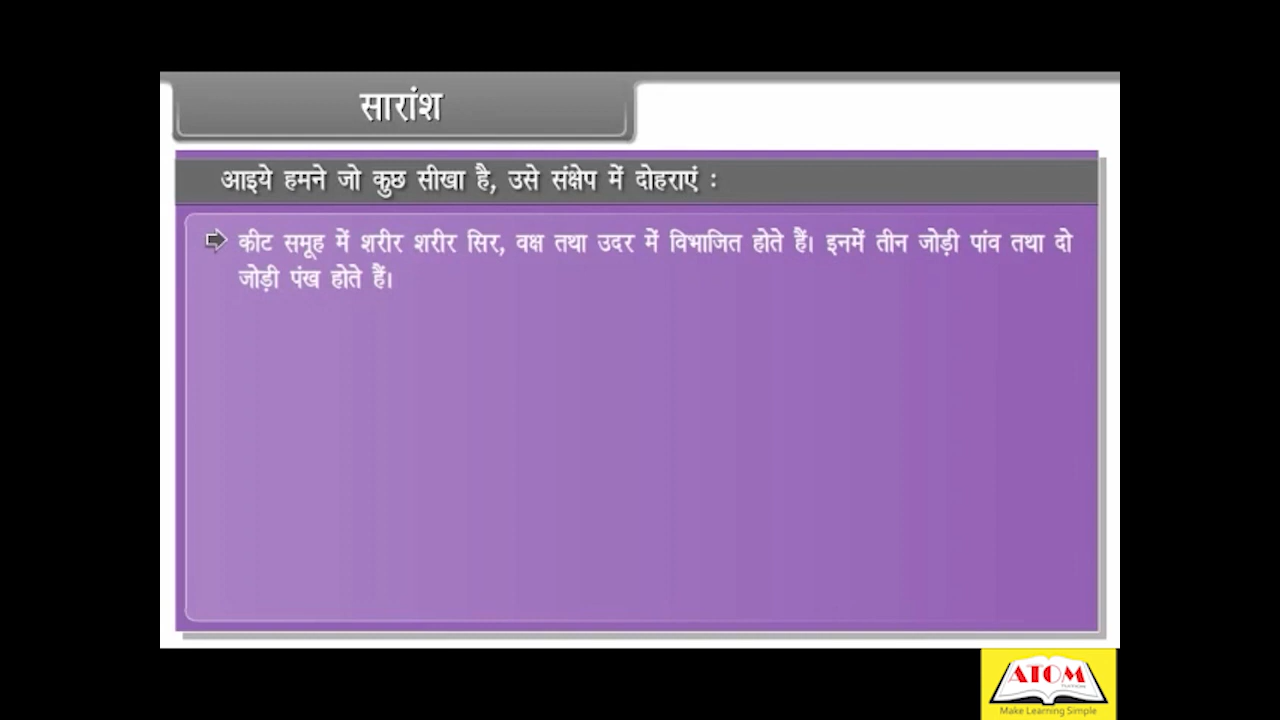 सारांश
आइये हमने जो कुछ सीखा है, उसे संक्षेप में दोहराएं :
कीट समूह में शरीर शरीर सिर, वक्ष तथा उदर में विभाजित होते हैं। इनमें तीन जोड़ी पांव तथा दो
जोड़ी पंख होते हैं।
ATOM
Make Learning Simple